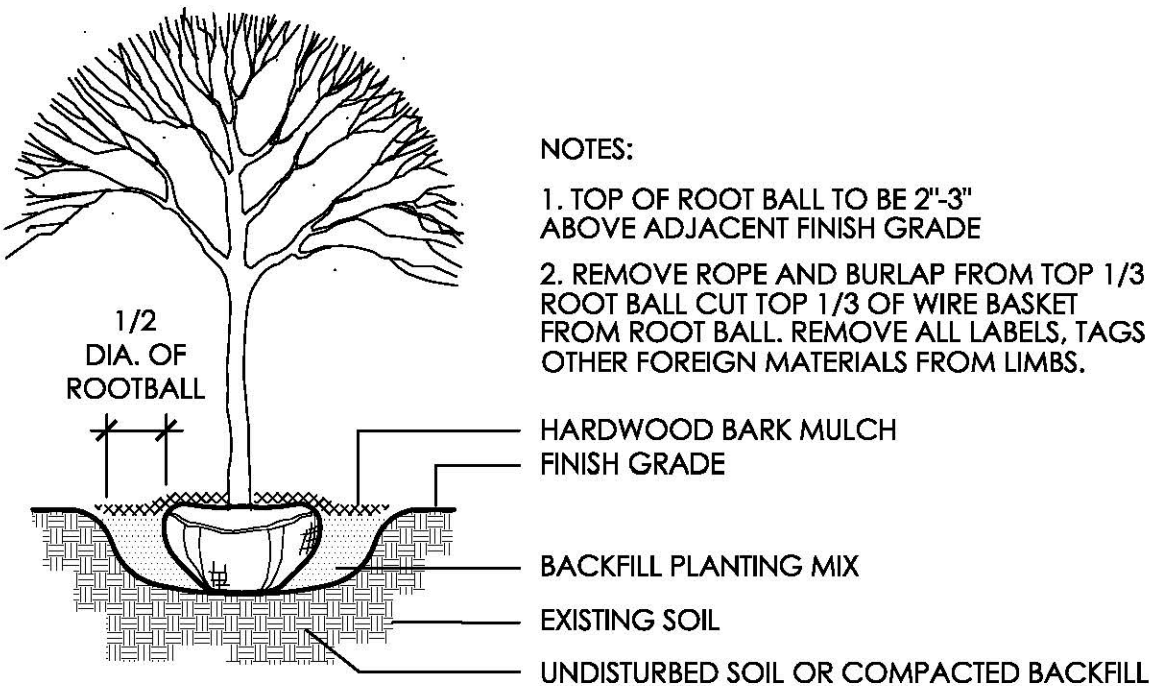 NOTES:
1. TOP OF ROOT BALL TO BE 2"-3"
ABOVE ADJACENT FINISH GRADE
2. REMOVE ROPE AND BURLAP FROM TOP 1/3
ROOT BALL CUT TOP 1/3 OF WIRE BASKET
FROM ROOT BALL. REMOVE ALL LABELS, TAGS
OTHER FOREIGN MATERIALS FROM LIMBS.
1/2
DIA. OF
ROOTBALL
HARDWOOD BARK MULCH
FINISH GRADE
BACKFILL PLANTING MIX
EXISTING SOIL
UNDISTURBED SOIL OR COMPACTED BACKFILL